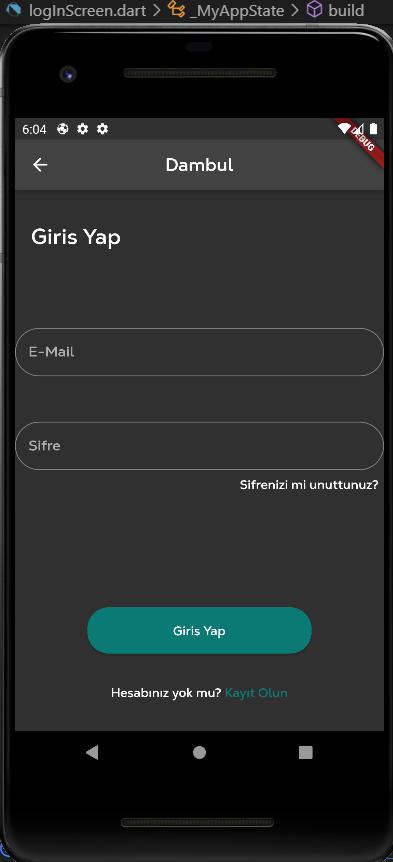 logInScreen.dart > _MyAppState > build
6:04
DEBUG
Dambul
Giris Yap
E-Mail
Sifre
Sifrenizi mi unuttunuz?
Giris Yap
Hesabınız yok mu? Kayıt Olun